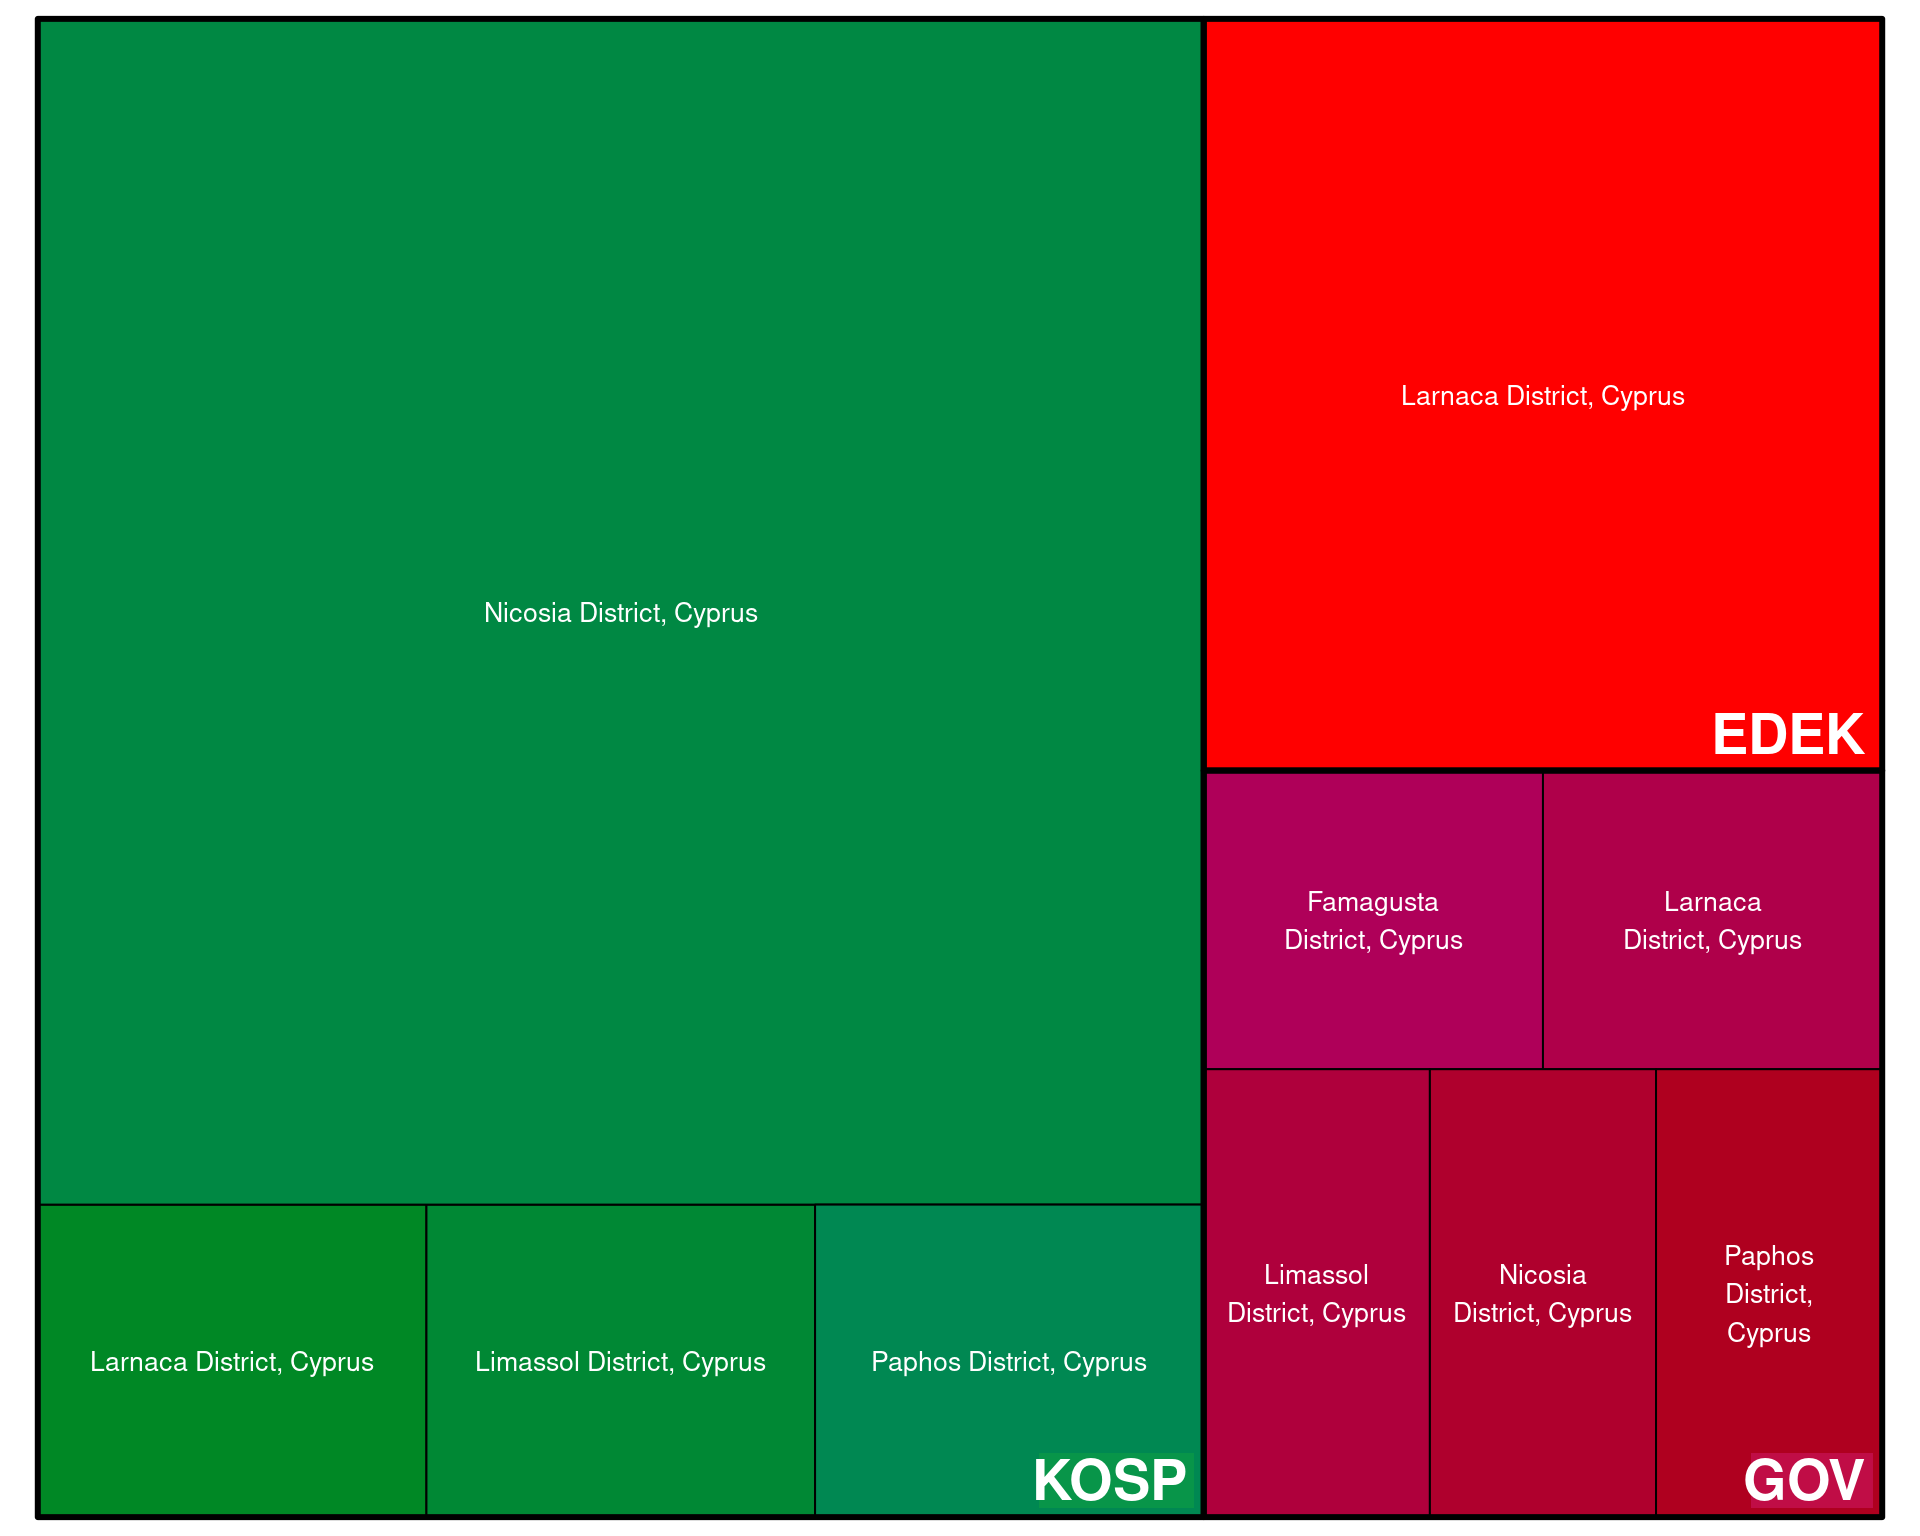 Nicosia District, Cyprus
Larnaca District, Cyprus
Limassol District, Cyprus
Paphos District, Cyprus
KOSP
Larnaca District, Cyprus
EDEK
Famagusta
District, Cyprus
Larnaca
District, Cyprus
Limassol
District, Cyprus
Nicosia
District, Cyprus
Paphos
District,
Cyprus
GOV